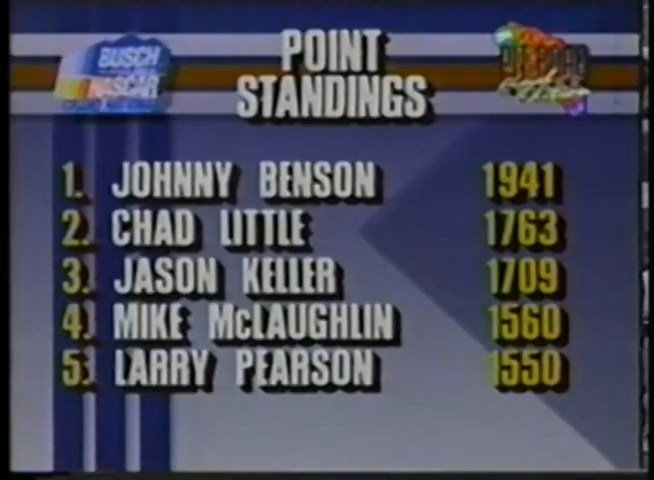 BUSCH
NASCAR
POINT
STANDINGS
1. JOHNNY BENSON 1941
2. CHAD LITTLE 1763
3. JASON KELLER 1709
4. MIKE McLAUGHLIN 1560
5. LARRY PEARSON 1550